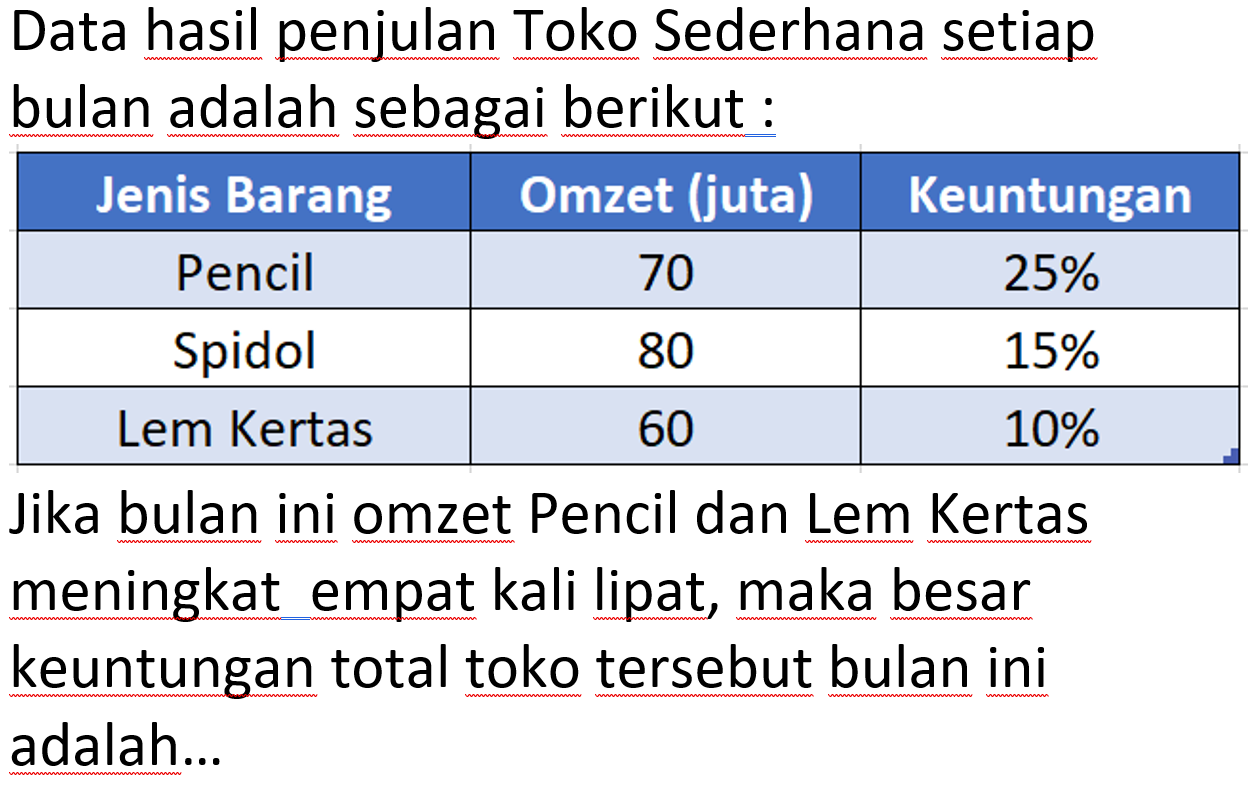 Data hasil penjulan Toko Sederhana setiap
bulan adalah sebagai berikut :
Jenis Barang Omzet (juta) Keuntungan
Pencil 70 25%
Spidol 80 15%
Lem Kertas 60 10%
Jika bulan ini omzet Pencil dan Lem Kertas
meningkat  empat kali lipat, maka besar
keuntungan total toko tersebut bulan ini
adalah...